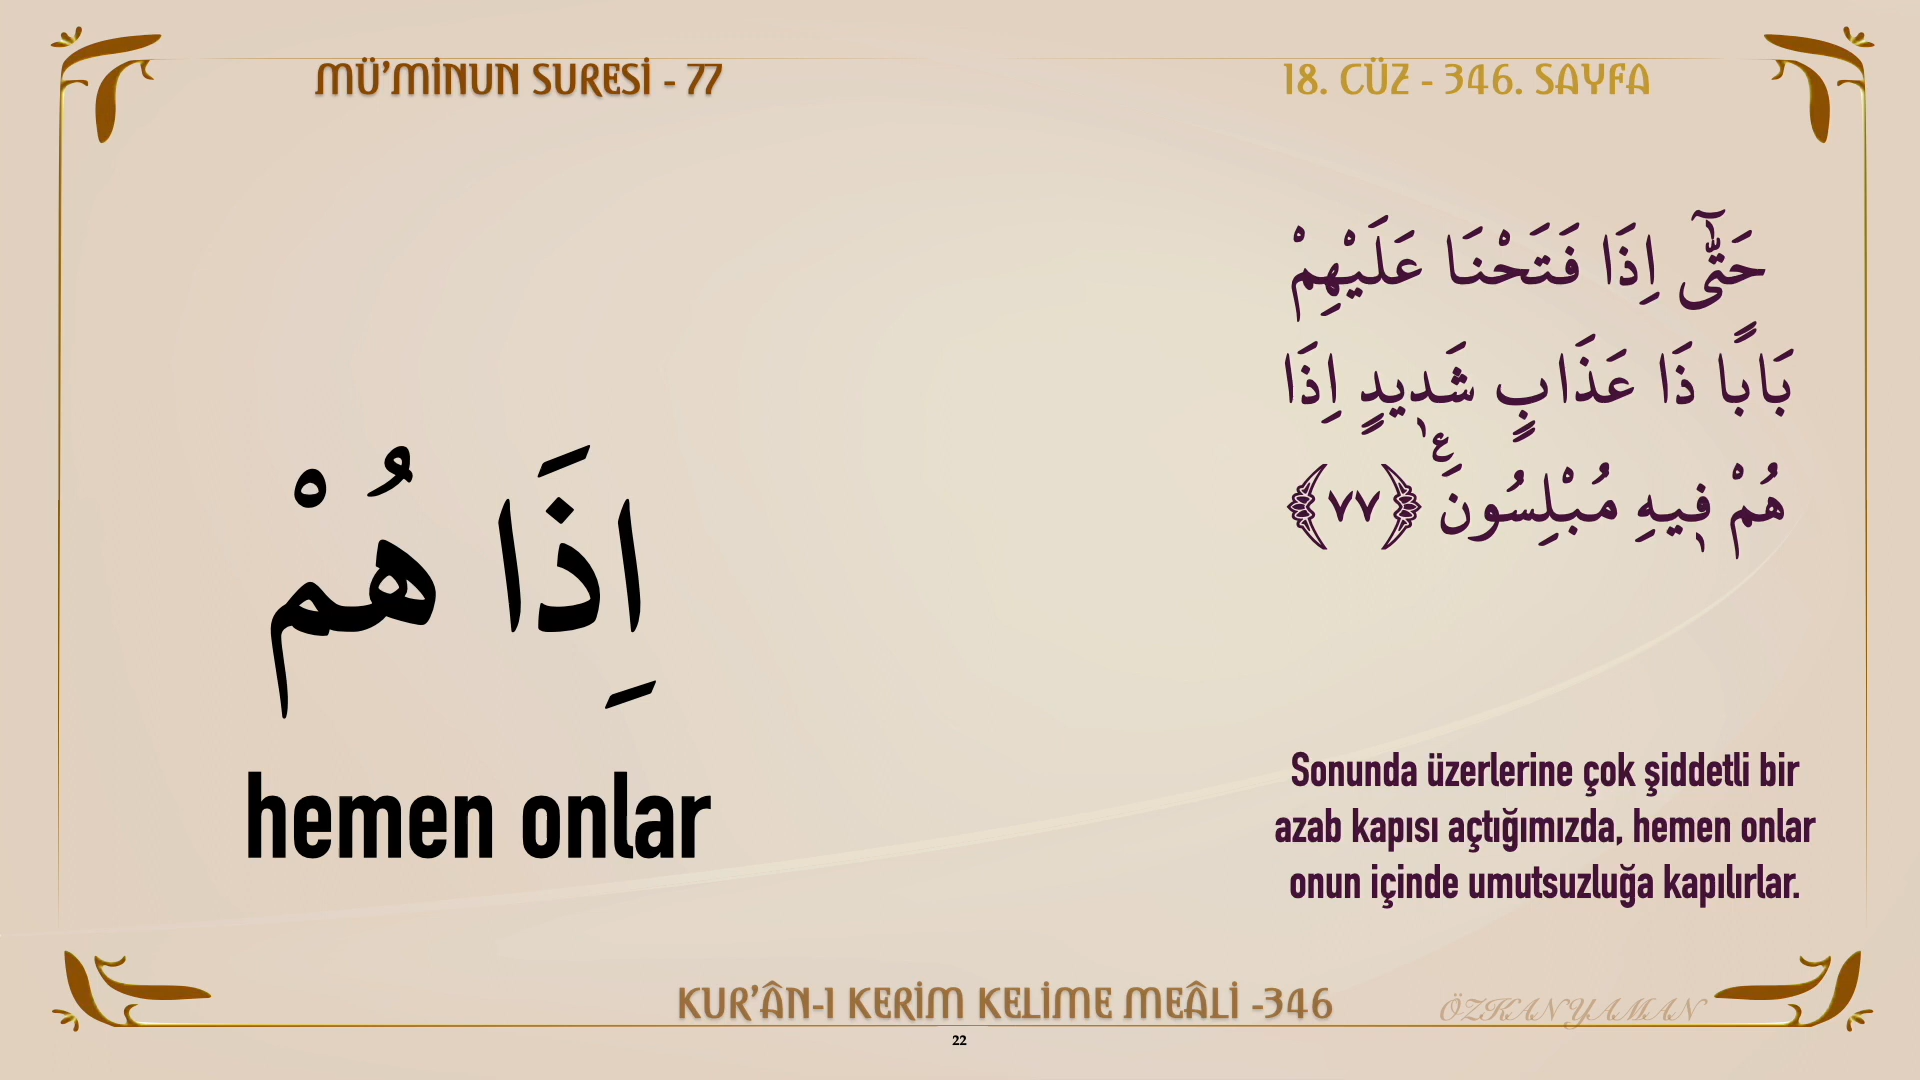 MÜ’MİNUN SURESİ - 77
18. CÜZ - 346. SAYFA
حَتّٰٓى اِذَا فَتَحْنَا عَلَيْهِمْ
بَابًا ذَا عَذَابٍ شَد۪يدٍ اِذَا
هُمْ ف۪يهِ مُبْلِسُونَ۟ ﴿٧٧﴾
اِذَا هُمْ
hemen onlar
Sonunda üzerlerine çok şiddetli bir
azab kapısı açtığımızda, hemen onlar
onun içinde umutsuzluğa kapılırlar.
KUR’ÂN-I KERİM KELİME MEÂLİ -346
ÖZKAN YAMAN
22